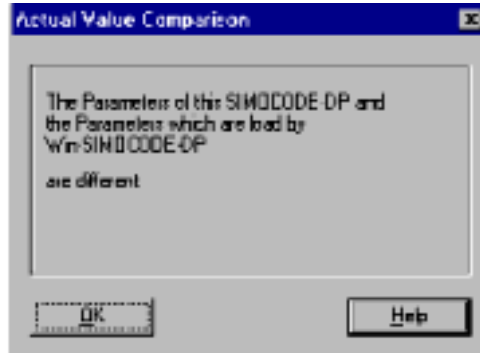 Actual Value Comparison
The Parameters of this SIMOCODE-DP and
the Parameters which are load by
Win-SIMOCODE-DP
are different
OK
Help